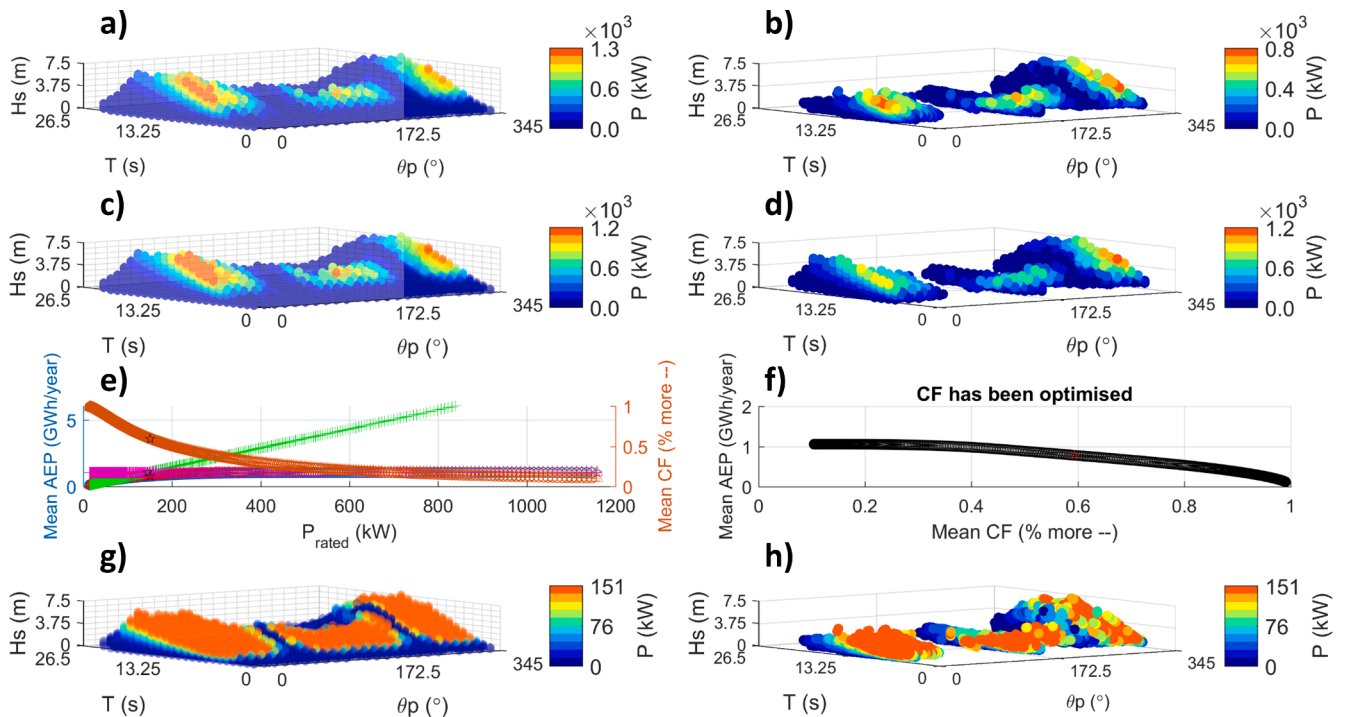 a)
×10³
1.3
0.6
0.0
P (kW)
7.5
3.75
0
Hs (m)
26.5
13.25
0
T (s)
0
172.5
345
θp (°)
b)
×10³
0.8
0.4
0.0
P (kW)
7.5
3.75
0
Hs (m)
26.5
13.25
0
T (s)
0
172.5
345
θp (°)
c)
×10³
1.2
0.6
0.0
P (kW)
7.5
3.75
0
Hs (m)
26.5
13.25
0
T (s)
0
172.5
345
θp (°)
d)
×10³
1.2
0.6
0.0
P (kW)
7.5
3.75
0
Hs (m)
26.5
13.25
0
T (s)
0
172.5
345
θp (°)
e)
Mean AEP (GWh/year)
5
0
1
0.5
0
Mean CF (% more --)
0 200 400 600 800 1000 1200
P_rated (kW)
f)
CF has been optimised
Mean AEP (GWh/year)
2
1
0
0 0.2 0.4 0.6 0.8 1
Mean CF (% more --)
g)
151
76
0
P (kW)
7.5
3.75
0
Hs (m)
26.5
13.25
0
T (s)
0
172.5
345
θp (°)
h)
151
76
0
P (kW)
7.5
3.75
0
Hs (m)
26.5
13.25
0
T (s)
0
172.5
345
θp (°)